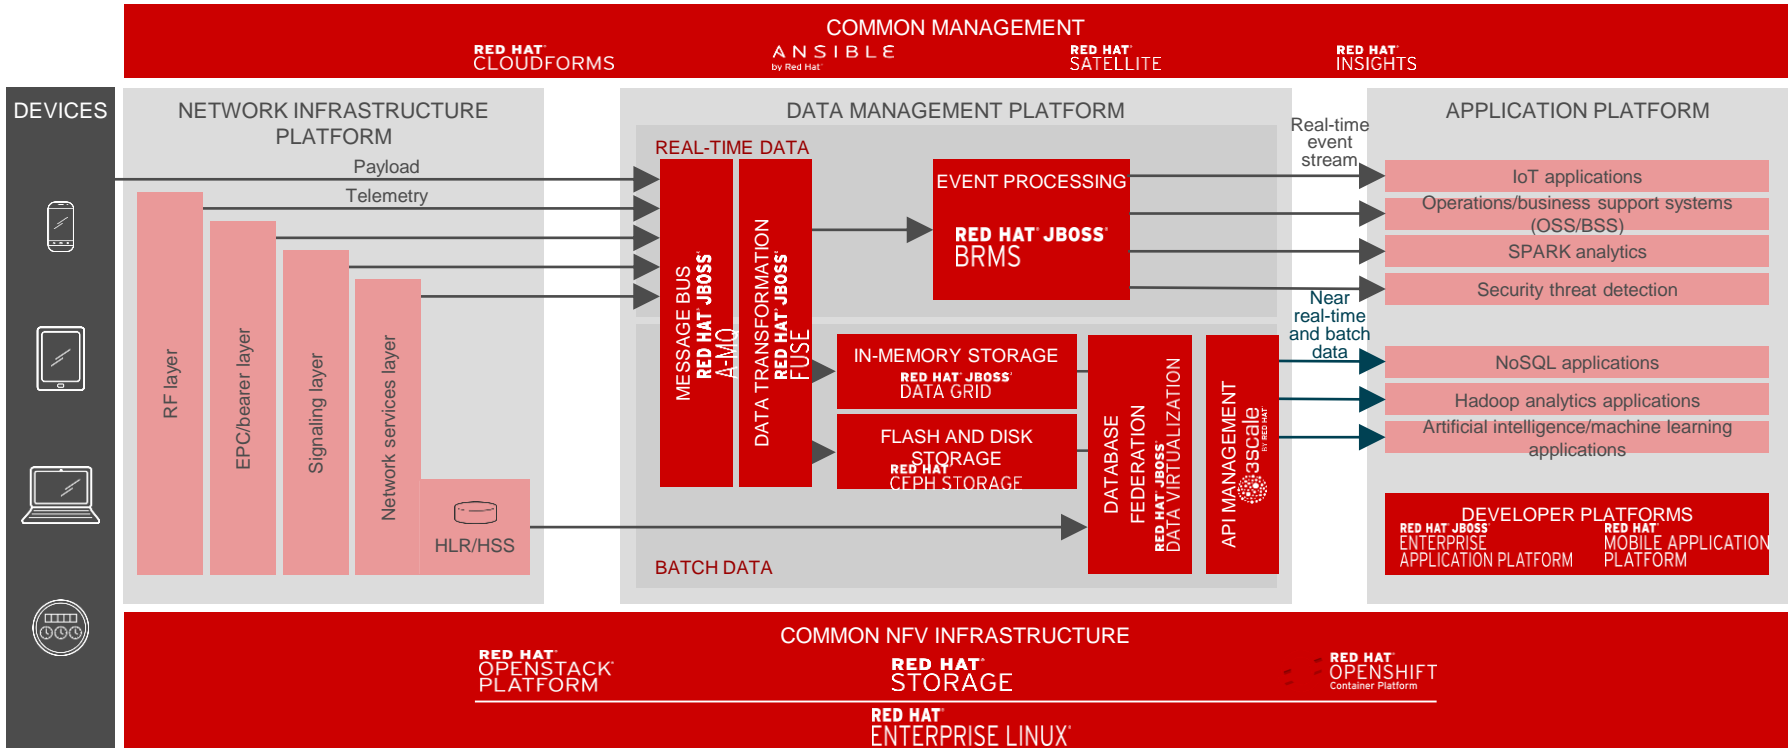 COMMON MANAGEMENT
RED HAT®
CLOUDFORMS
ANSIBLE
by Red Hat®
RED HAT®
SATELLITE
RED HAT®
INSIGHTS
DEVICES
NETWORK INFRASTRUCTURE
PLATFORM
Payload
Telemetry
RF layer
EPC/bearer layer
Signaling layer
Network services layer
HLR/HSS
DATA MANAGEMENT PLATFORM
REAL-TIME DATA
MESSAGE BUS
RED HAT® JBOSS®
A-MQ
DATA TRANSFORMATION
RED HAT® JBOSS®
FUSE
EVENT PROCESSING
RED HAT® JBOSS®
BRMS
IN-MEMORY STORAGE
RED HAT® JBOSS®
DATA GRID
FLASH AND DISK
STORAGE
RED HAT®
CEPH STORAGE
DATABASE
FEDERATION
RED HAT® JBOSS®
DATA VIRTUALIZATION
API MANAGEMENT
3scale
BY RED HAT®
BATCH DATA
Real-time
event
stream
Near
real-time
and batch
data
APPLICATION PLATFORM
IoT applications
Operations/business support systems
(OSS/BSS)
SPARK analytics
Security threat detection
NoSQL applications
Hadoop analytics applications
Artificial intelligence/machine learning
applications
DEVELOPER PLATFORMS
RED HAT® JBOSS®
ENTERPRISE
APPLICATION PLATFORM
RED HAT®
MOBILE APPLICATION
PLATFORM
COMMON NFV INFRASTRUCTURE
RED HAT®
OPENSTACK®
PLATFORM
RED HAT®
STORAGE
RED HAT®
OPENSHIFT
Container Platform
RED HAT®
ENTERPRISE LINUX®